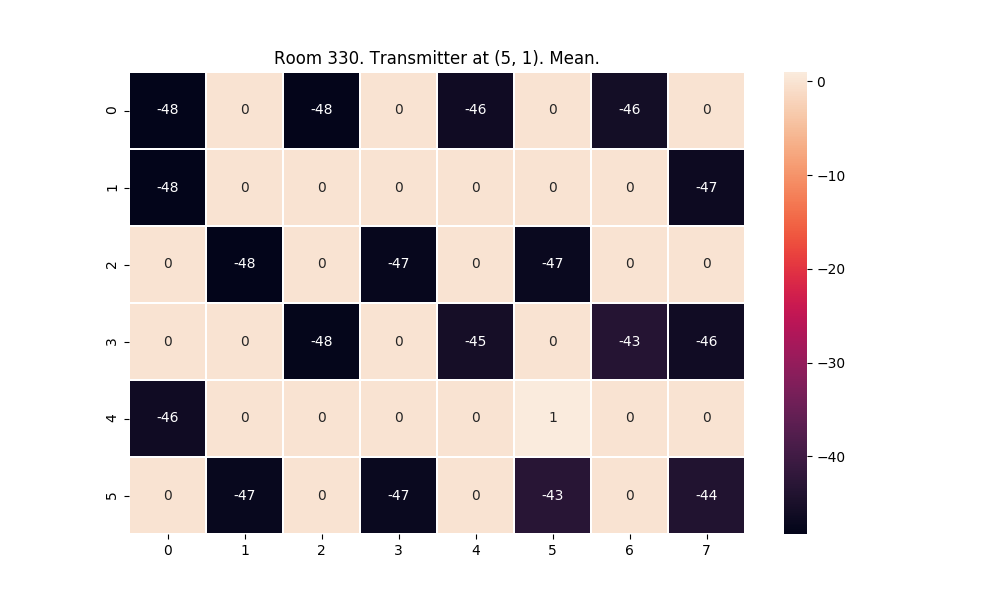 Room 330. Transmitter at (5, 1). Mean.
0 -48 0 -48 0 -46 0 -46 0
1 -48 0 0 0 0 0 0 -47
2 0 -48 0 -47 0 -47 0 0
3 0 0 -48 0 -45 0 -43 -46
4 -46 0 0 0 0 1 0 0
5 0 -47 0 -47 0 -43 0 -44
0 1 2 3 4 5 6 7
0
−10
−20
−30
−40